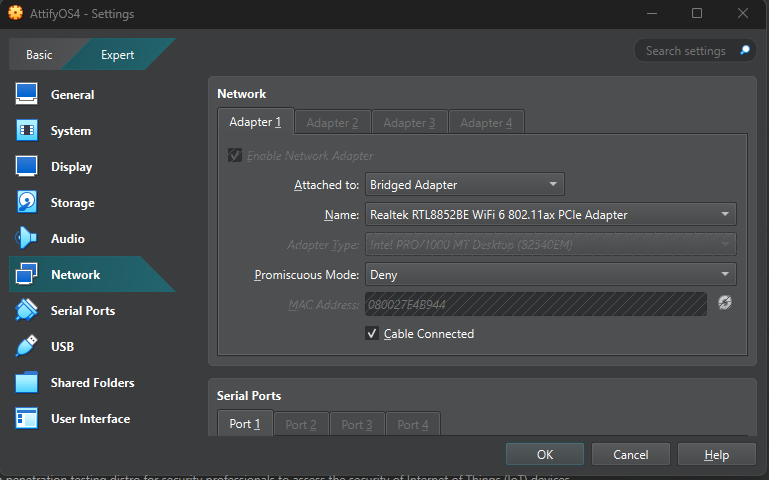 AttifyOS4 - Settings
Basic Expert Search settings
General
System
Display
Storage
Audio
Network
Serial Ports
USB
Shared Folders
User Interface
Network
Adapter 1 Adapter 2 Adapter 3 Adapter 4
Enable Network Adapter
Attached to: Bridged Adapter
Name: Realtek RTL8852BE WiFi 6 802.11ax PCIe Adapter
Adapter Type: Intel PRO/1000 MT Desktop (82540EM)
Promiscuous Mode: Deny
MAC Address: 080027E4B944
Cable Connected
Serial Ports
Port 1 Port 2 Port 3 Port 4
OK Cancel Help
penetration testing distro for security professionals to assess the security of Internet of Things (IoT) devices